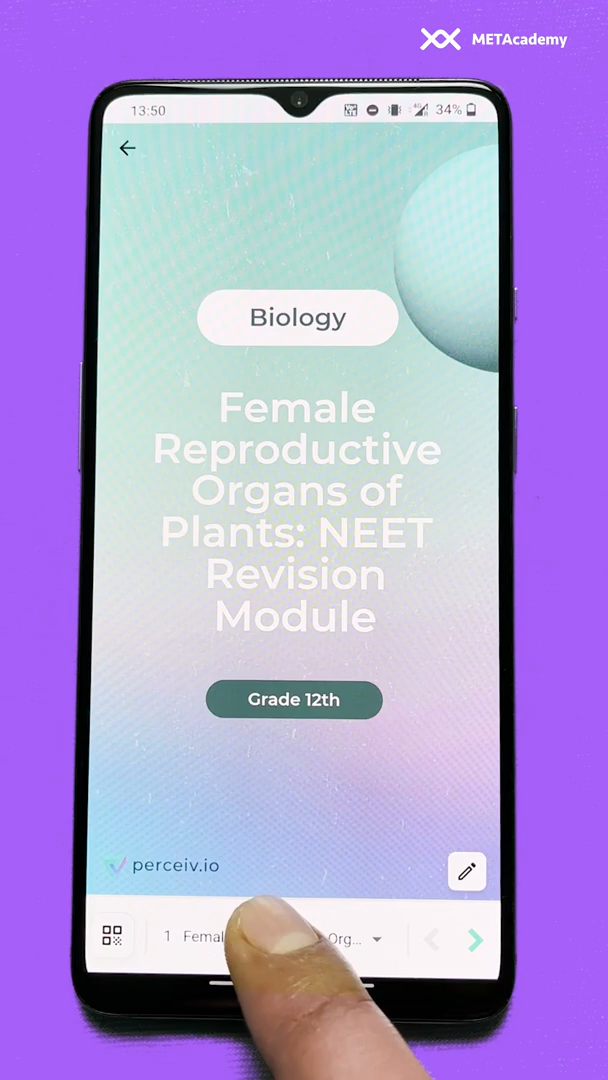 METAcademy
13:50
4G
34%
Biology
Female
Reproductive
Organs of
Plants: NEET
Revision
Module
Grade 12th
perceiv.io
1 Femal Org...